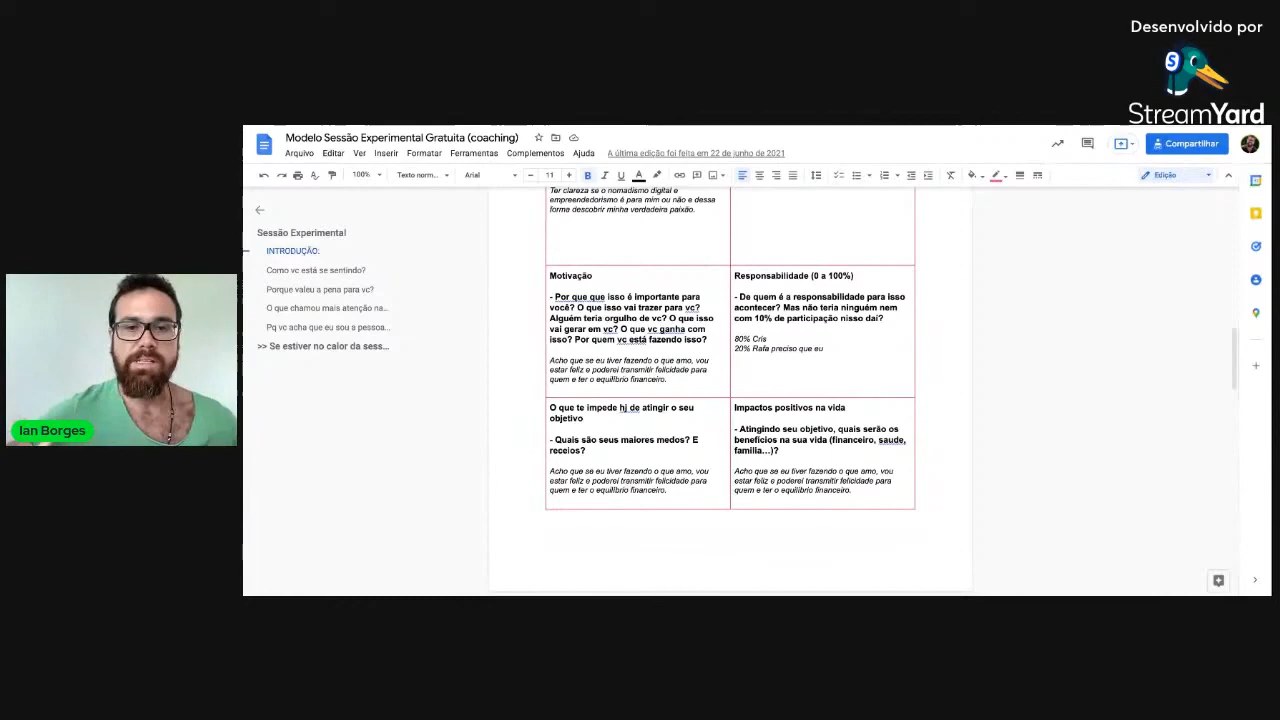 Desenvolvido por
S
StreamYard
Modelo Sessão Experimental Gratuita (coaching)
Arquivo Editar Ver Inserir Formatar Ferramentas Complementos Ajuda A última edição foi feita em 22 de junho de 2021
Compartilhar
100% Texto norm... Arial 11 B I U A Edição
Sessão Experimental
INTRODUÇÃO:
Como vc está se sentindo?
Porque valeu a pena para vc?
O que chamou mais atenção na...
Pq vc acha que eu sou a pessoa...
>> Se estiver no calor da sess...
Ter clareza se o nomadismo digital e
empreendedorismo é para mim ou não e dessa
forma descobrir minha verdadeira paixão.
Motivação
- Por que que isso é importante para
você? O que isso vai trazer para vc?
Alguém teria orgulho de vc? O que isso
vai gerar em vc? O que vc ganha com
isso? Por quem vc está fazendo isso?
Acho que se eu tiver fazendo o que amo, vou
estar feliz e poderei transmitir felicidade para
quem e ter o equilíbrio financeiro.
Responsabilidade (0 a 100%)
- De quem é a responsabilidade para isso
acontecer? Mas não teria ninguém nem
com 10% de participação nisso daí?
80% Cris
20% Rafa preciso que eu
O que te impede hj de atingir o seu
objetivo
- Quais são seus maiores medos? E
receios?
Acho que se eu tiver fazendo o que amo, vou
estar feliz e poderei transmitir felicidade para
quem e ter o equilíbrio financeiro.
Impactos positivos na vida
- Atingindo seu objetivo, quais serão os
benefícios na sua vida (financeiro, saude,
família...)?
Acho que se eu tiver fazendo o que amo, vou
estar feliz e poderei transmitir felicidade para
quem e ter o equilíbrio financeiro.
Ian Borges